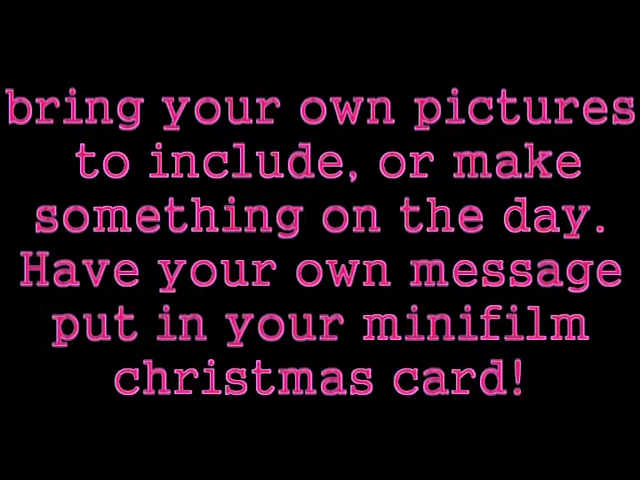 bring your own pictures
to include, or make
something on the day.
Have your own message
put in your minifilm
christmas card!